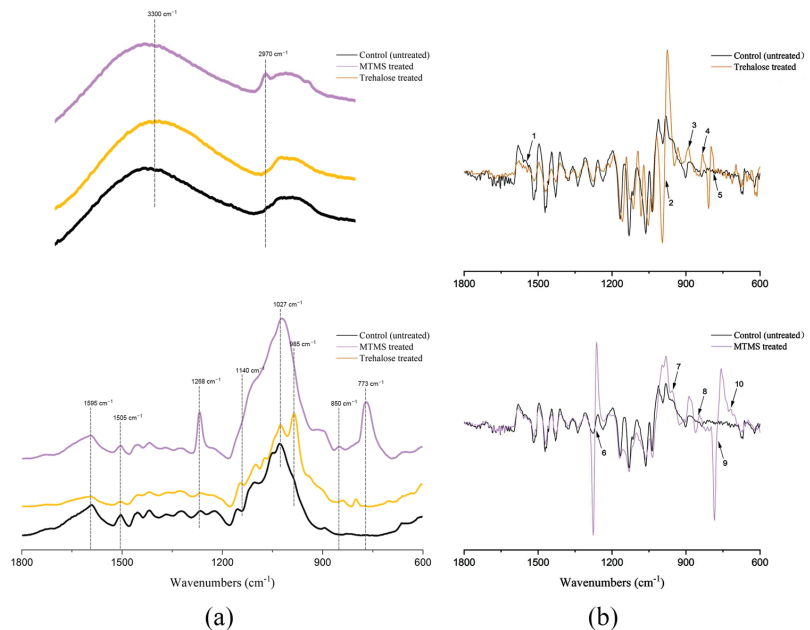 3300 cm⁻¹
2970 cm⁻¹
Control (untreated)
MTMS treated
Trehalose treated
Control (untreated)
Trehalose treated
1
2
3
4
5
1800
1500
1200
900
600
1027 cm⁻¹
Control (untreated)
MTMS treated
Trehalose treated
985 cm⁻¹
1140 cm⁻¹
1268 cm⁻¹
1595 cm⁻¹
1505 cm⁻¹
850 cm⁻¹
773 cm⁻¹
1800
1500
1200
900
600
Wavenumbers (cm⁻¹)
(a)
Control (untreated)
MTMS treated
6
7
8
9
10
1800
1500
1200
900
600
Wavenumbers (cm⁻¹)
(b)